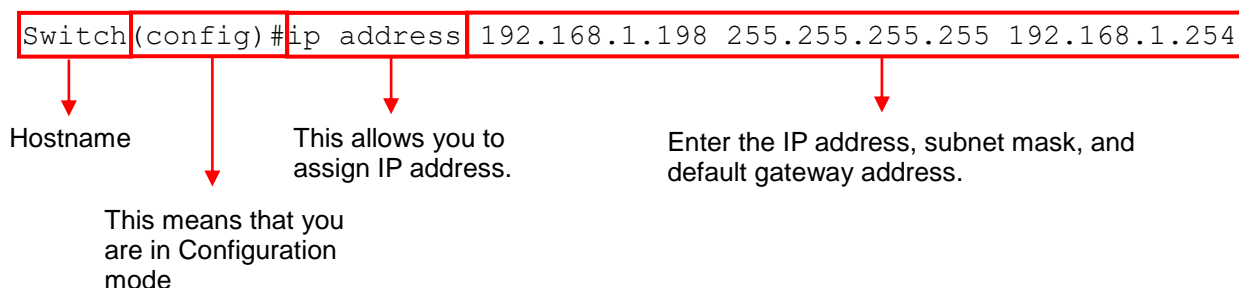 Switch(config)#ip address 192.168.1.198 255.255.255.255 192.168.1.254
Hostname
This allows you to
assign IP address.
Enter the IP address, subnet mask, and
default gateway address.
This means that you
are in Configuration
mode